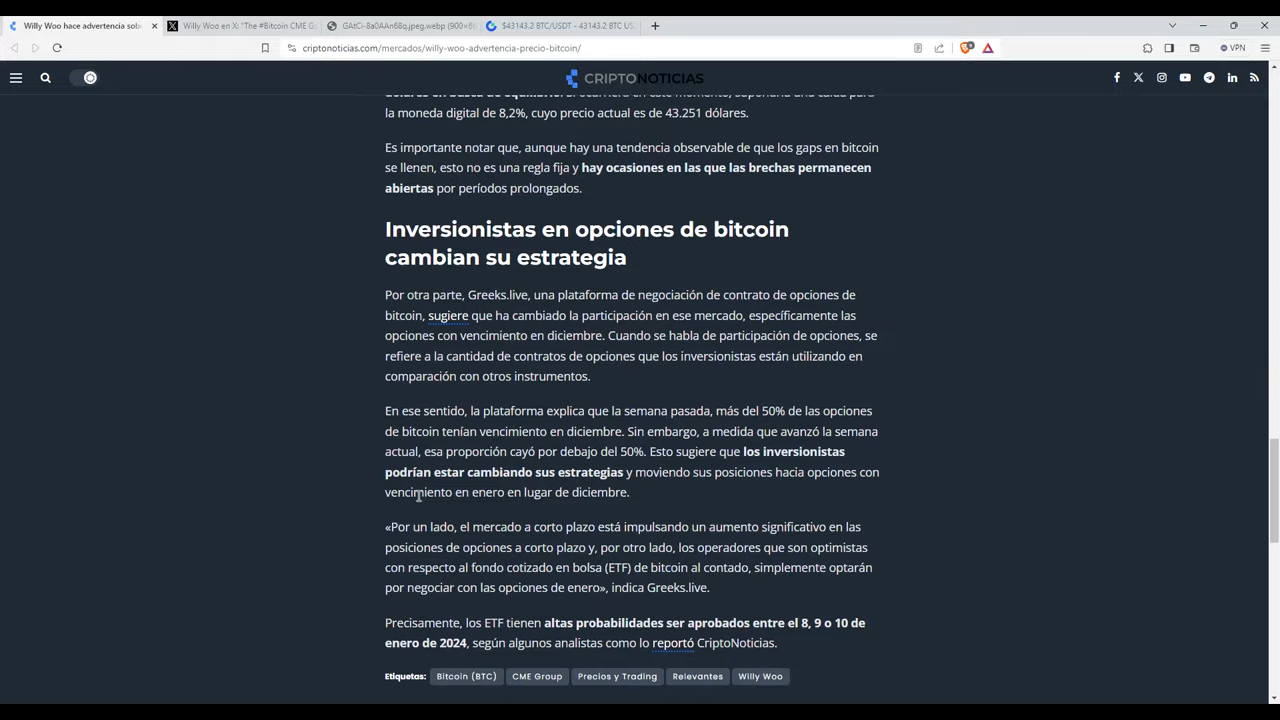 Willy Woo hace advertencia sob
Willy Woo en X: "The #Bitcoin CME G
GAtCi-8a0AAn68q.jpeg.webp (900×6
$43143.2 BTC/USDT - 43143.2 BTC US
criptonoticias.com/mercados/willy-woo-advertencia-precio-bitcoin/
VPN
CRIPTONOTICIAS
la moneda digital de 8,2%, cuyo precio actual es de 43.251 dólares.
Es importante notar que, aunque hay una tendencia observable de que los gaps en bitcoin
se llenen, esto no es una regla fija y hay ocasiones en las que las brechas permanecen
abiertas por períodos prolongados.
Inversionistas en opciones de bitcoin
cambian su estrategia
Por otra parte, Greeks.live, una plataforma de negociación de contrato de opciones de
bitcoin, sugiere que ha cambiado la participación en ese mercado, específicamente las
opciones con vencimiento en diciembre. Cuando se habla de participación de opciones, se
refiere a la cantidad de contratos de opciones que los inversionistas están utilizando en
comparación con otros instrumentos.
En ese sentido, la plataforma explica que la semana pasada, más del 50% de las opciones
de bitcoin tenían vencimiento en diciembre. Sin embargo, a medida que avanzó la semana
actual, esa proporción cayó por debajo del 50%. Esto sugiere que los inversionistas
podrían estar cambiando sus estrategias y moviendo sus posiciones hacia opciones con
vencimiento en enero en lugar de diciembre.
«Por un lado, el mercado a corto plazo está impulsando un aumento significativo en las
posiciones de opciones a corto plazo y, por otro lado, los operadores que son optimistas
con respecto al fondo cotizado en bolsa (ETF) de bitcoin al contado, simplemente optarán
por negociar con las opciones de enero», indica Greeks.live.
Precisamente, los ETF tienen altas probabilidades ser aprobados entre el 8, 9 o 10 de
enero de 2024, según algunos analistas como lo reportó CriptoNoticias.
Etiquetas: Bitcoin (BTC) CME Group Precios y Trading Relevantes Willy Woo